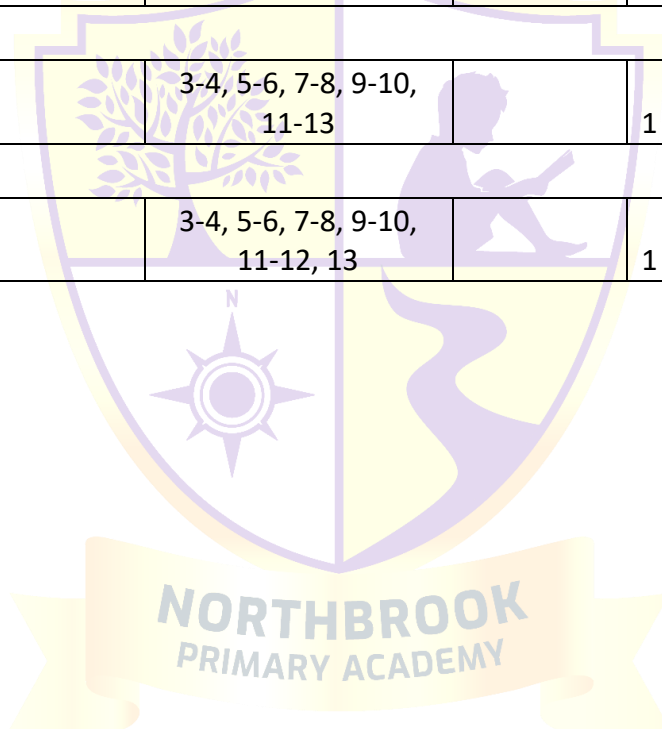 3-4, 5-6, 7-8, 9-10,
11-13
1
3-4, 5-6, 7-8, 9-10,
11-12, 13
1
N
NORTHBROOK
PRIMARY ACADEMY